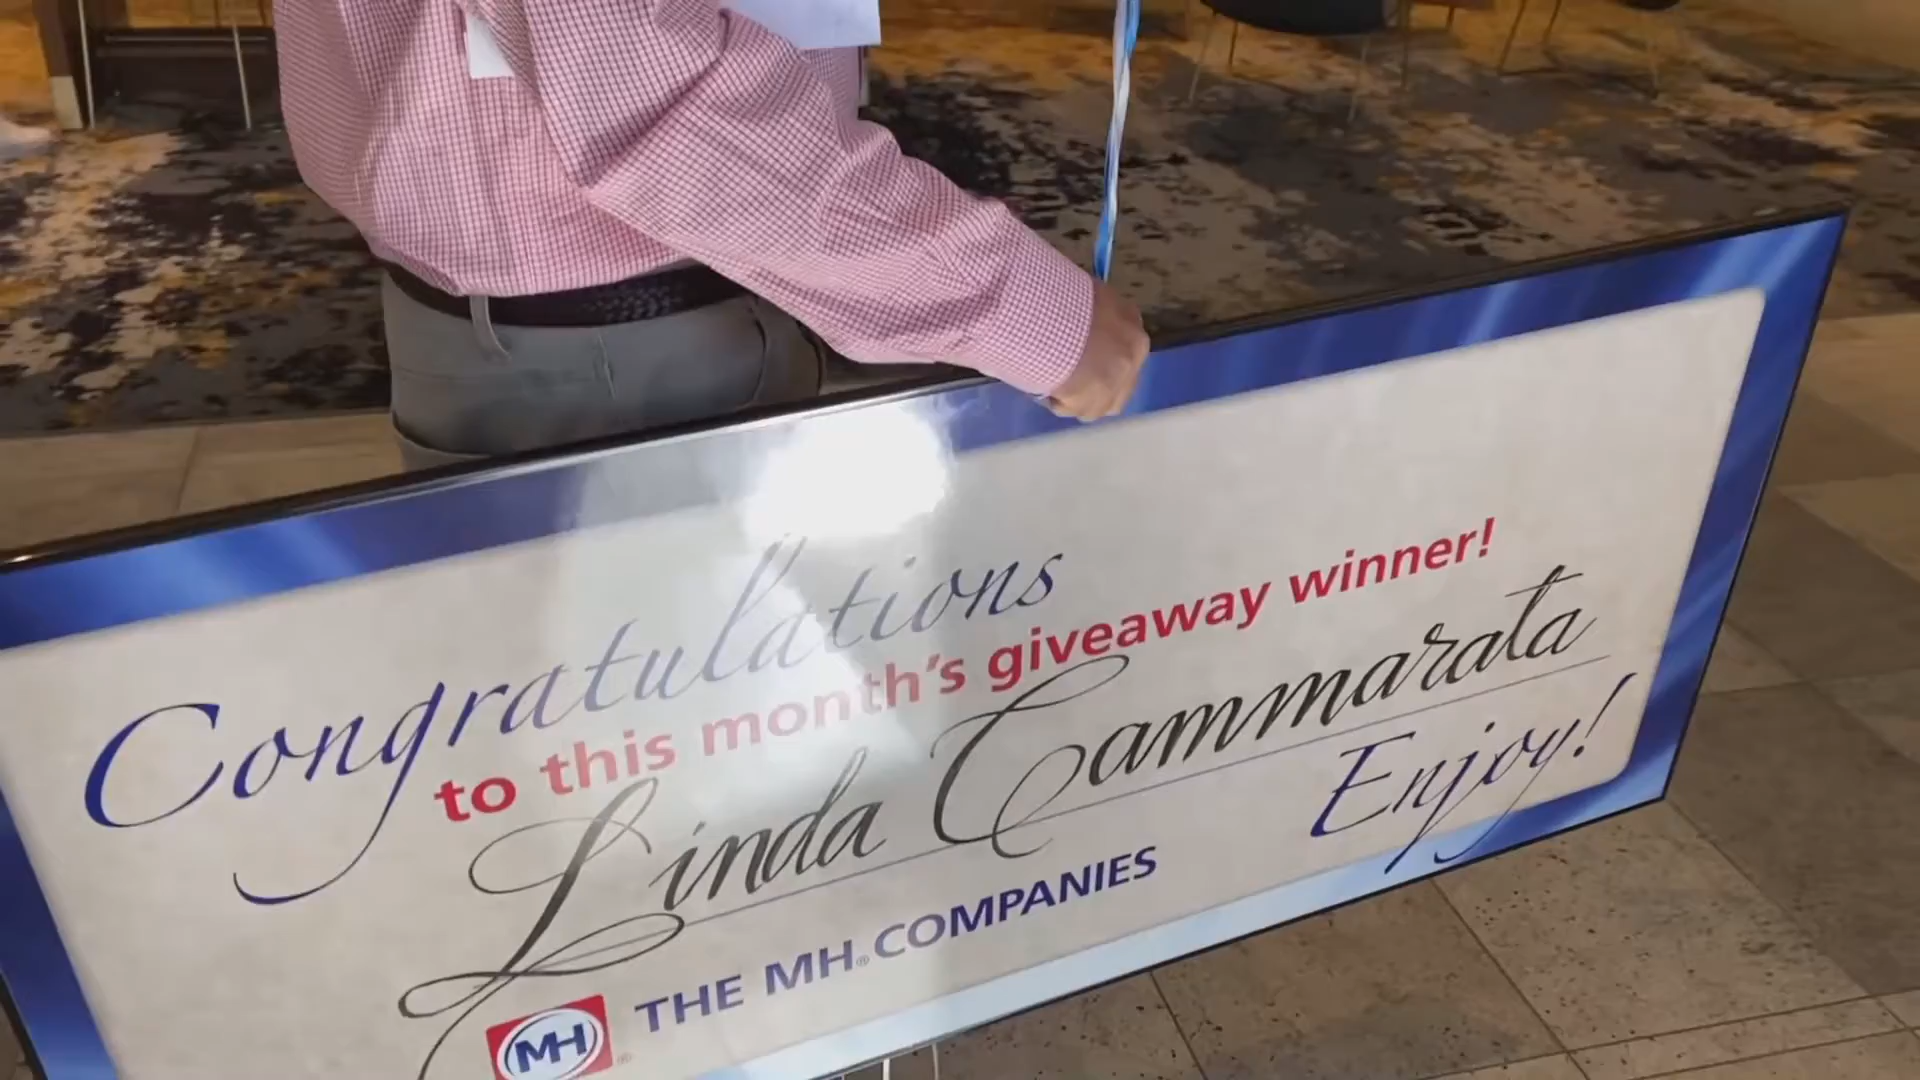 Congratulations
to this month's giveaway winner!
Linda Cammarata
Enjoy!
MH® THE MH® COMPANIES